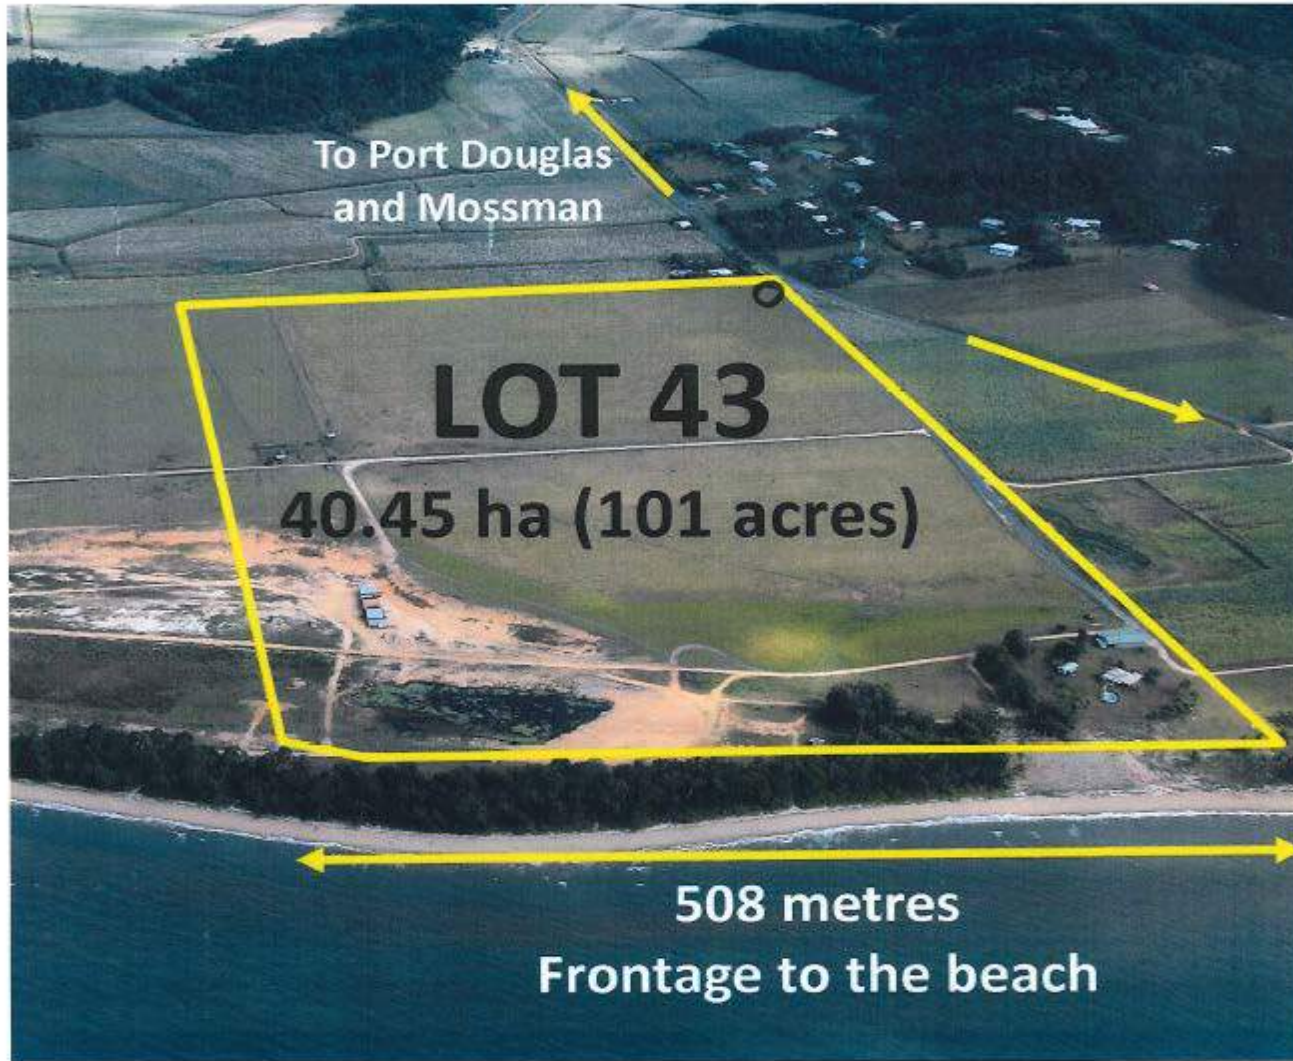 To Port Douglas
and Mossman
LOT 43
40.45 ha (101 acres)
508 metres
Frontage to the beach